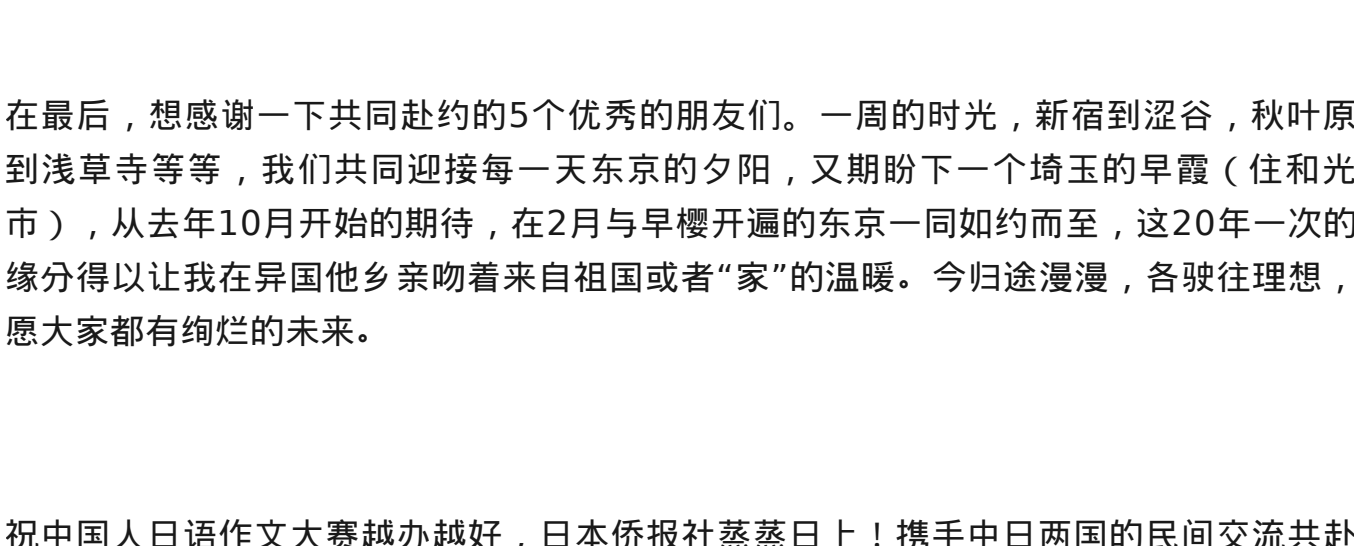 在最后，想感谢一下共同赴约的5个优秀的朋友们。一周的时光，新宿到涩谷，秋叶原
到浅草寺等等，我们共同迎接每一天东京的夕阳，又期盼下一个埼玉的早霞（住和光
市），从去年10月开始的期待，在2月与早樱开遍的东京一同如约而至，这20年一次的
缘分得以让我在异国他乡亲吻着来自祖国或者“家”的温暖。今归途漫漫，各驶往理想，
愿大家都有绚烂的未来。
祝中国人日语作文大赛越办越好，日本侨报社蒸蒸日上！携手中日两国的民间交流共赴